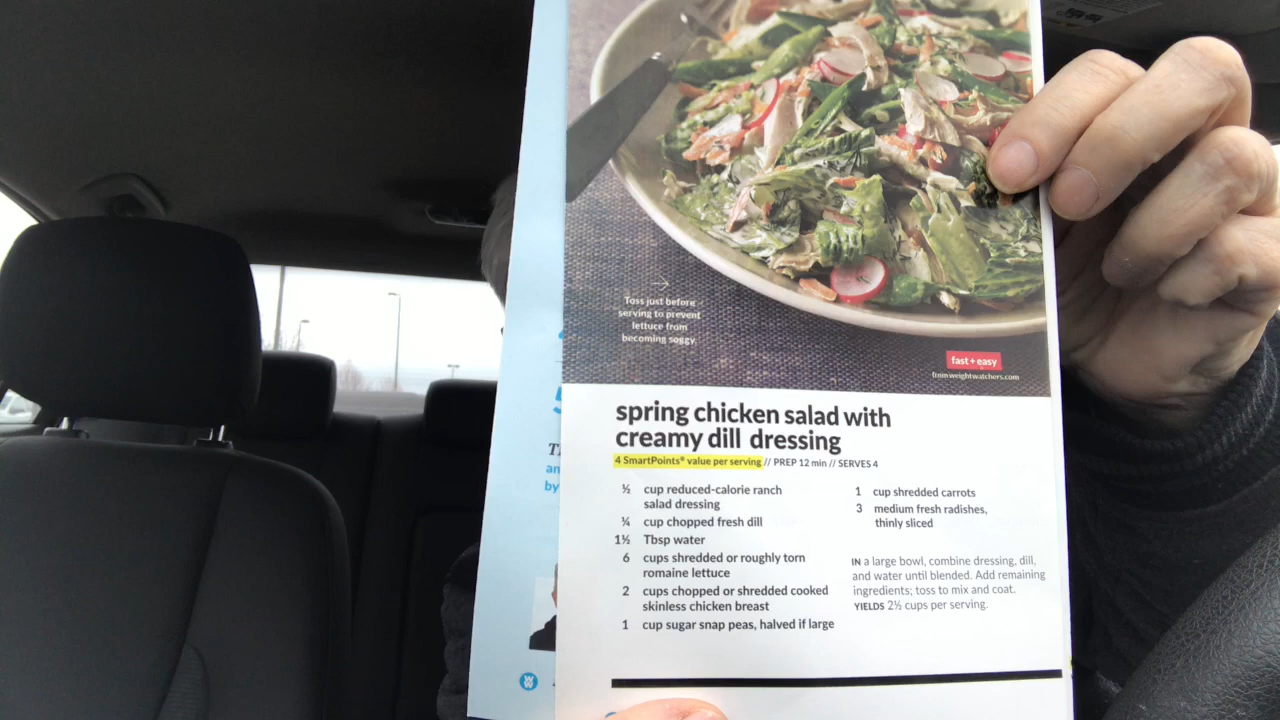 Toss just before
serving to prevent
lettuce from
becoming soggy.
fast+easy
from weightwatchers.com
spring chicken salad with
creamy dill dressing
4 SmartPoints® value per serving // PREP 12 min // SERVES 4
½ cup reduced-calorie ranch
salad dressing
¼ cup chopped fresh dill
1½ Tbsp water
6 cups shredded or roughly torn
romaine lettuce
2 cups chopped or shredded cooked
skinless chicken breast
1 cup sugar snap peas, halved if large
1 cup shredded carrots
3 medium fresh radishes,
thinly sliced
IN a large bowl, combine dressing, dill,
and water until blended. Add remaining
ingredients; toss to mix and coat.
YIELDS 2½ cups per serving.
an
by
WW